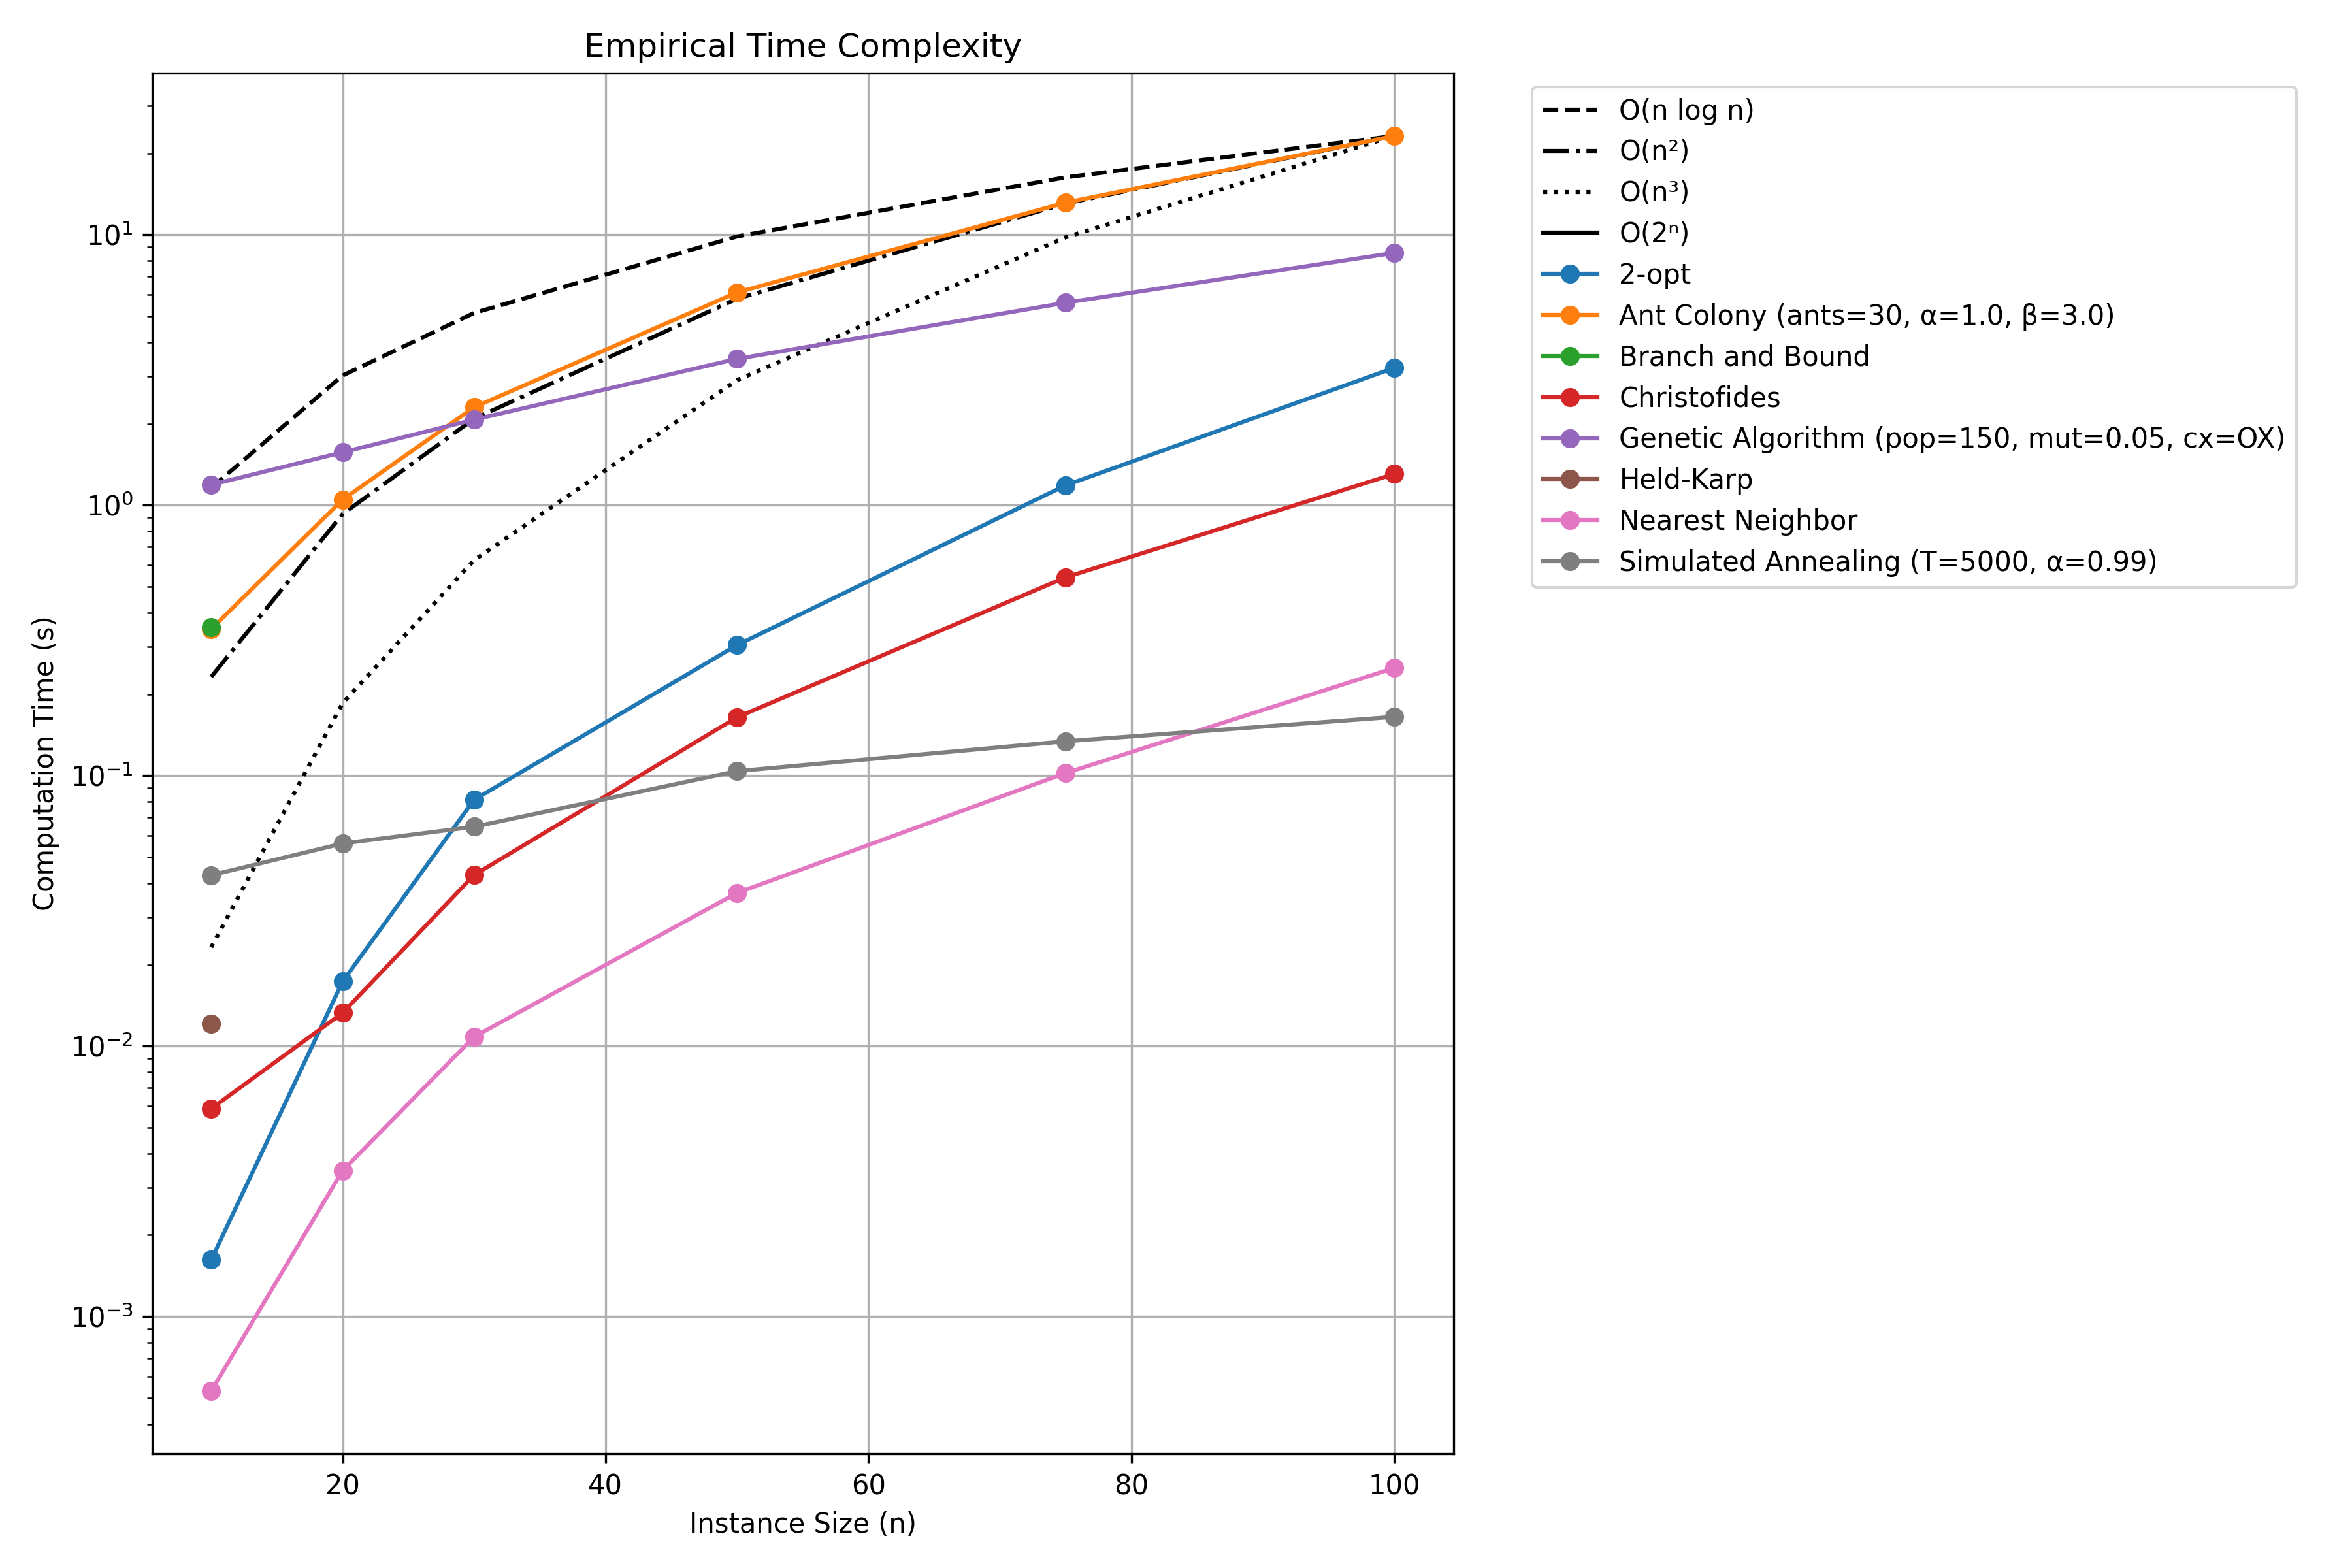 Empirical Time Complexity
O(n log n)
O(n²)
O(n³)
O(2ⁿ)
2-opt
Ant Colony (ants=30, α=1.0, β=3.0)
Branch and Bound
Christofides
Genetic Algorithm (pop=150, mut=0.05, cx=OX)
Held-Karp
Nearest Neighbor
Simulated Annealing (T=5000, α=0.99)
Computation Time (s)
10¹
10⁰
10⁻¹
10⁻²
10⁻³
20 40 60 80 100
Instance Size (n)